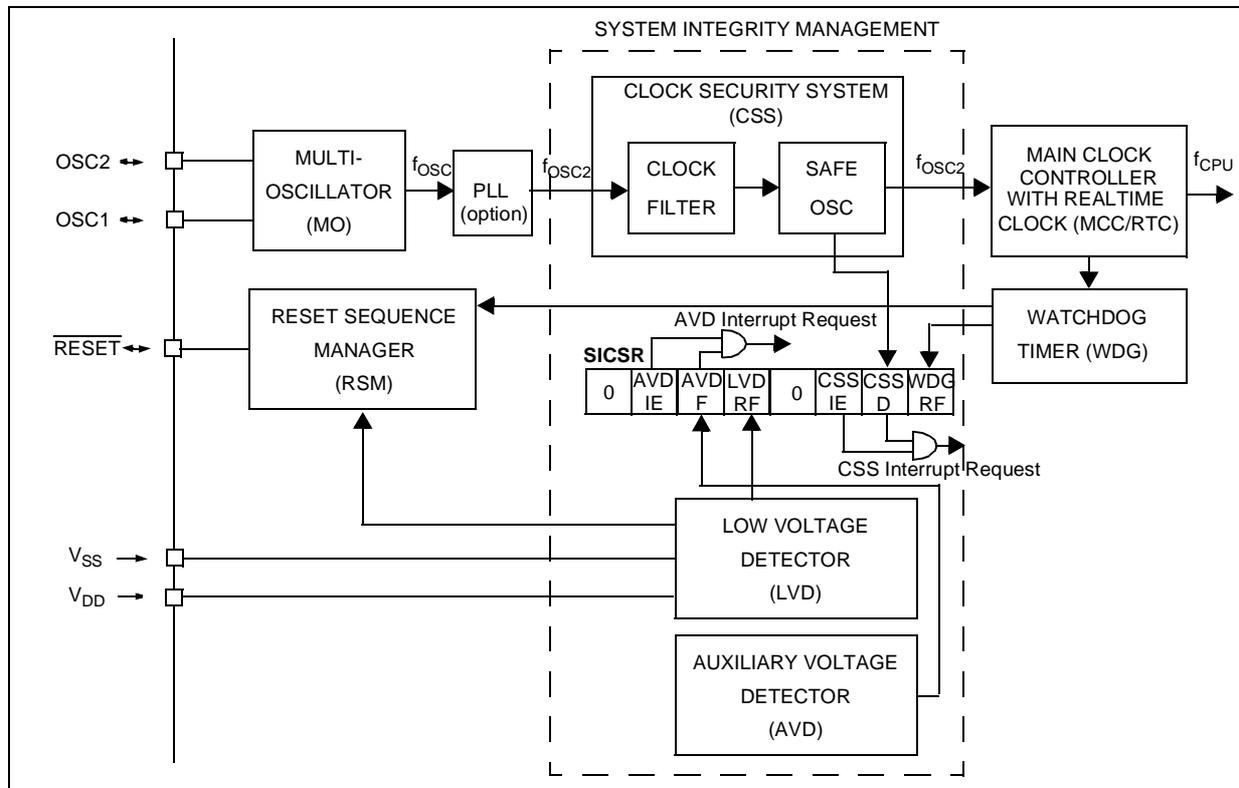 SYSTEM INTEGRITY MANAGEMENT
CLOCK SECURITY SYSTEM
(CSS)
OSC2
OSC1
MULTI-
OSCILLATOR
(MO)
fOSC
PLL
(option)
fOSC2
CLOCK
FILTER
SAFE
OSC
fOSC2
MAIN CLOCK
CONTROLLER
WITH REALTIME
CLOCK (MCC/RTC)
fCPU
RESET
RESET SEQUENCE
MANAGER
(RSM)
AVD Interrupt Request
WATCHDOG
TIMER (WDG)
SICSR
0
AVD
IE
AVD
F
LVD
RF
0
CSS
IE
CSS
D
WDG
RF
CSS Interrupt Request
VSS
VDD
LOW VOLTAGE
DETECTOR
(LVD)
AUXILIARY VOLTAGE
DETECTOR
(AVD)